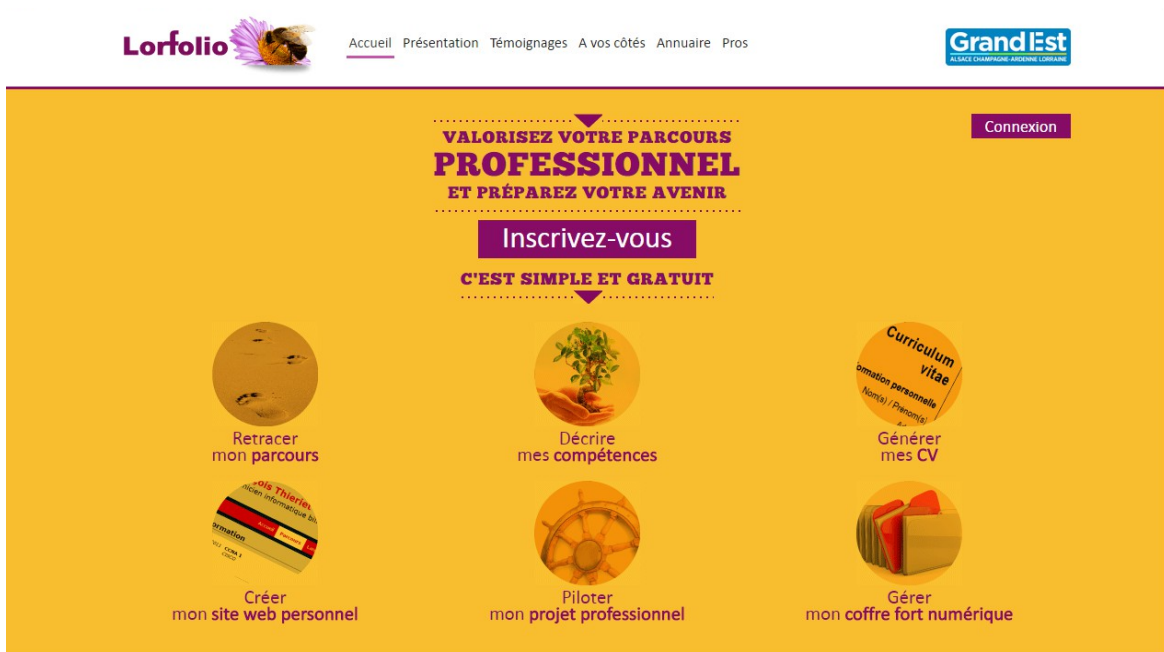 Lorfolio
Accueil Présentation Témoignages A vos côtés Annuaire Pros
Grand Est
ALSACE CHAMPAGNE-ARDENNE LORRAINE
Connexion
VALORISEZ VOTRE PARCOURS
PROFESSIONNEL
ET PRÉPAREZ VOTRE AVENIR
Inscrivez-vous
C'EST SIMPLE ET GRATUIT
Curriculum
vitae
personnelle
Nom(s) / Prénom(s)
Retracer
mon parcours
Décrire
mes compétences
Générer
mes CV
informatique
Accueil Parcours
Créer
mon site web personnel
Piloter
mon projet professionnel
Gérer
mon coffre fort numérique